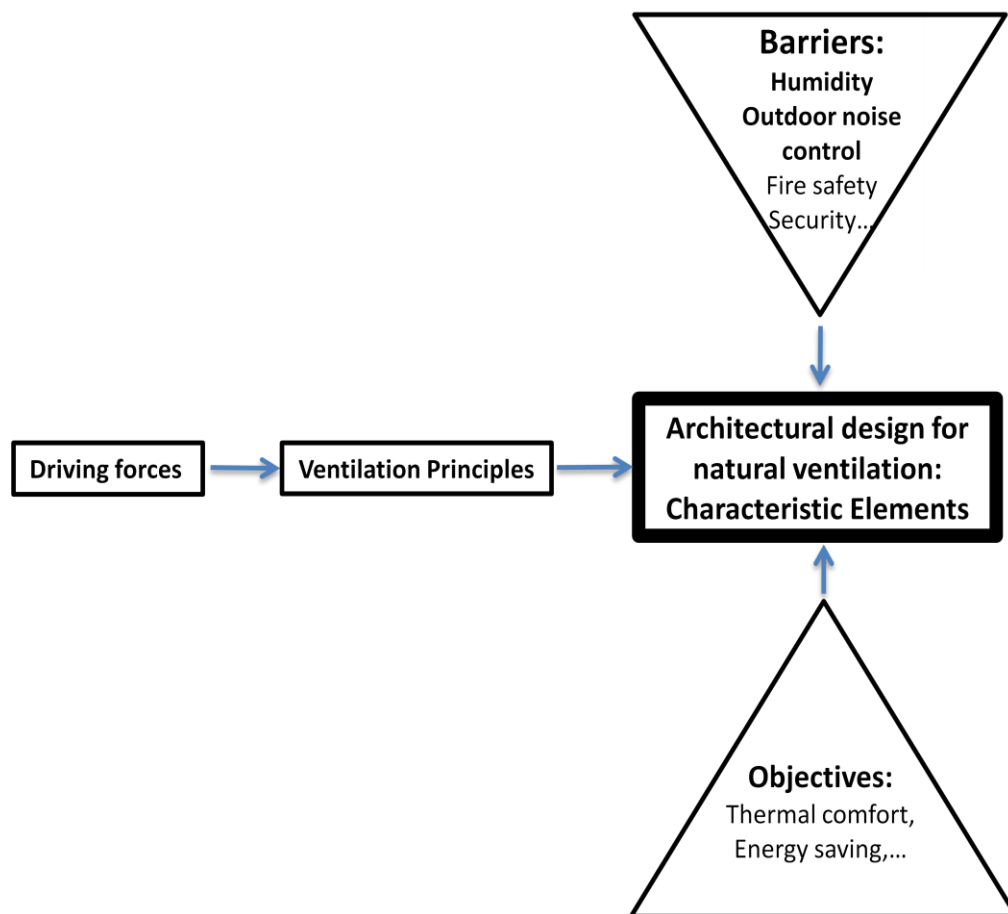 Barriers:
Humidity
Outdoor noise
control
Fire safety
Security...
Driving forces
Ventilation Principles
Architectural design for
natural ventilation:
Characteristic Elements
Objectives:
Thermal comfort,
Energy saving,...